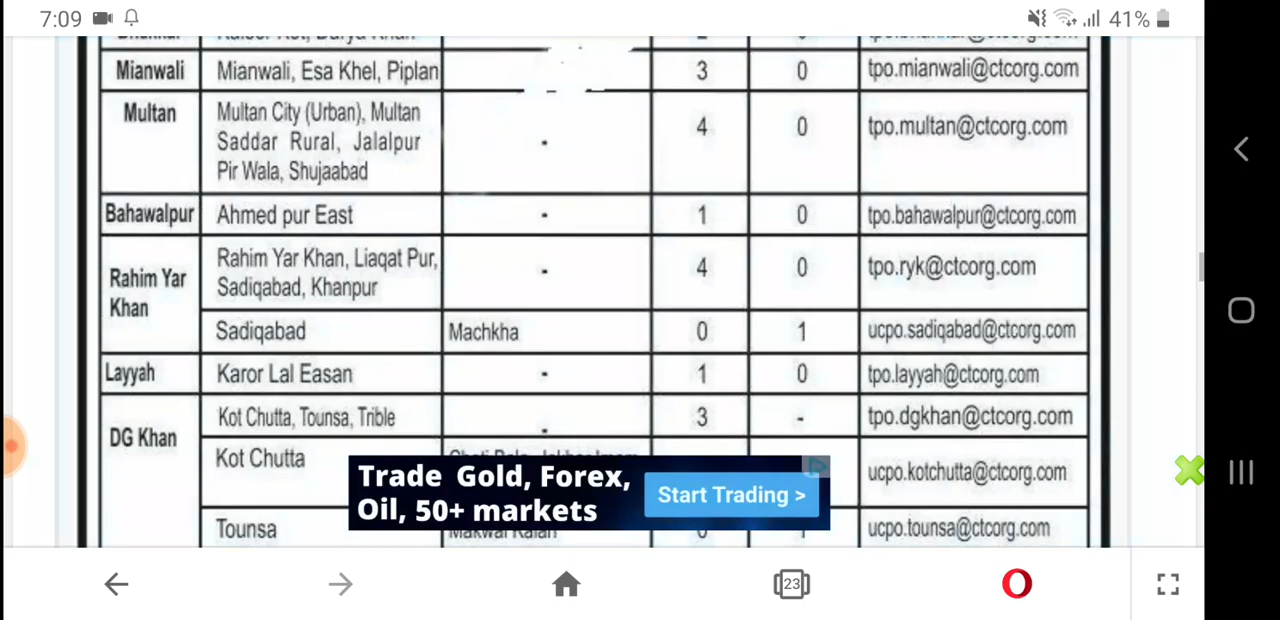 7:09 41%
Mianwali Mianwali, Esa Khel, Piplan 3 0 tpo.mianwali@ctcorg.com
Multan Multan City (Urban), Multan
Saddar Rural, Jalalpur - 4 0 tpo.multan@ctcorg.com
Pir Wala, Shujaabad
Bahawalpur Ahmed pur East - 1 0 tpo.bahawalpur@ctcorg.com
Rahim Yar Rahim Yar Khan, Liaqat Pur, - 4 0 tpo.ryk@ctcorg.com
Khan Sadiqabad, Khanpur
Sadiqabad Machkha 0 1 ucpo.sadiqabad@ctcorg.com
Layyah Karor Lal Easan - 1 0 tpo.layyah@ctcorg.com
DG Khan Kot Chutta, Tounsa, Trible - 3 - tpo.dgkhan@ctcorg.com
Kot Chutta ucpo.kotchutta@ctcorg.com
Trade Gold, Forex,
Oil, 50+ markets
Start Trading >
Tounsa ucpo.tounsa@ctcorg.com
23